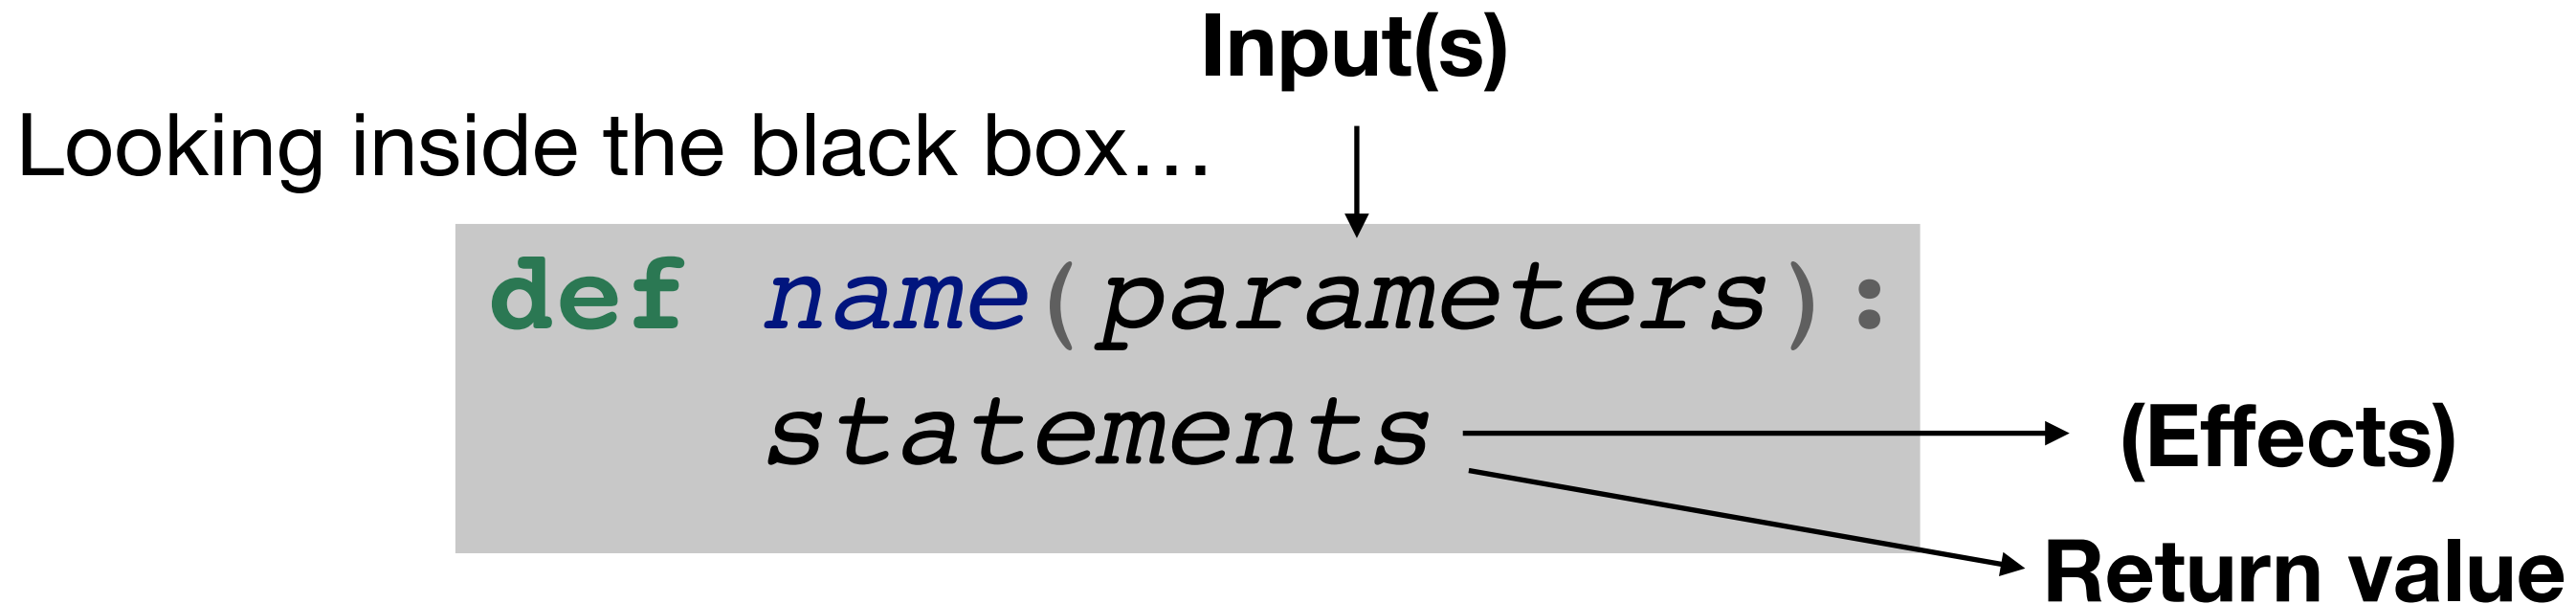 Input(s)
Looking inside the black box…
def name(parameters):
statements
(Effects)
Return value